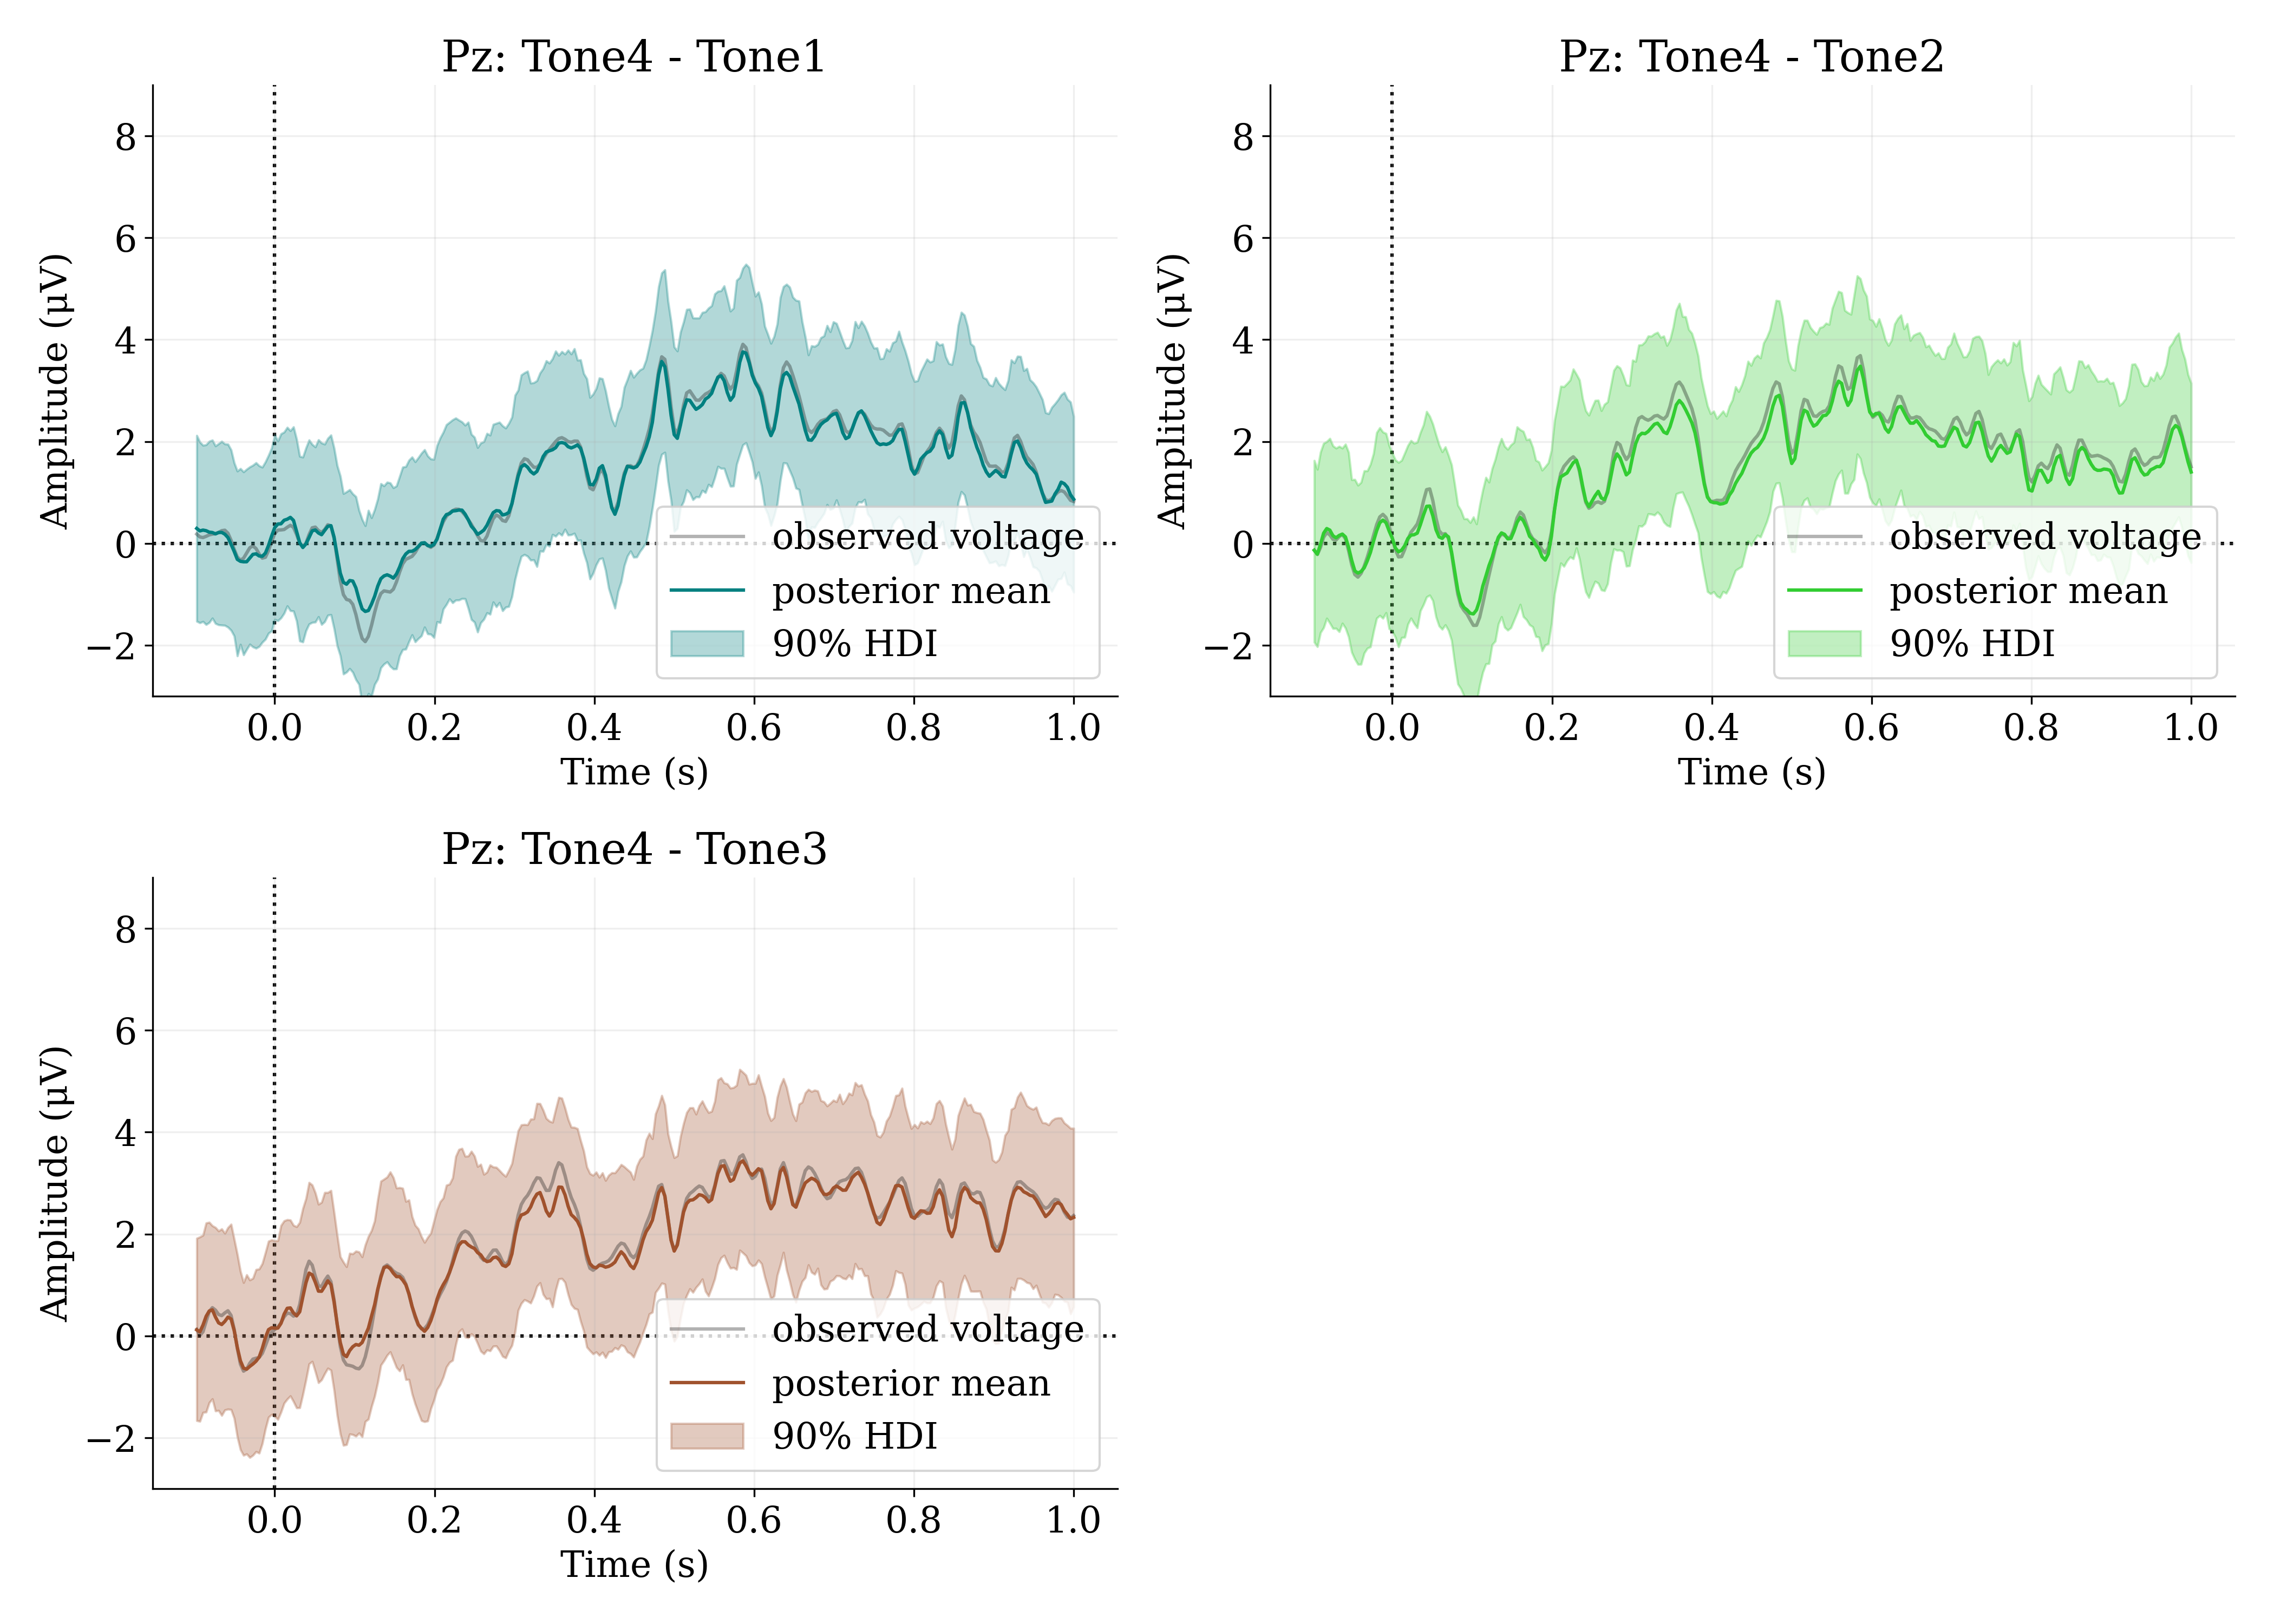 Pz: Tone4 - Tone1
Amplitude (μV)
8
6
4
2
0
−2
observed voltage
posterior mean
90% HDI
0.0 0.2 0.4 0.6 0.8 1.0
Time (s)
Pz: Tone4 - Tone2
Amplitude (μV)
8
6
4
2
0
−2
observed voltage
posterior mean
90% HDI
0.0 0.2 0.4 0.6 0.8 1.0
Time (s)
Pz: Tone4 - Tone3
Amplitude (μV)
8
6
4
2
0
−2
observed voltage
posterior mean
90% HDI
0.0 0.2 0.4 0.6 0.8 1.0
Time (s)